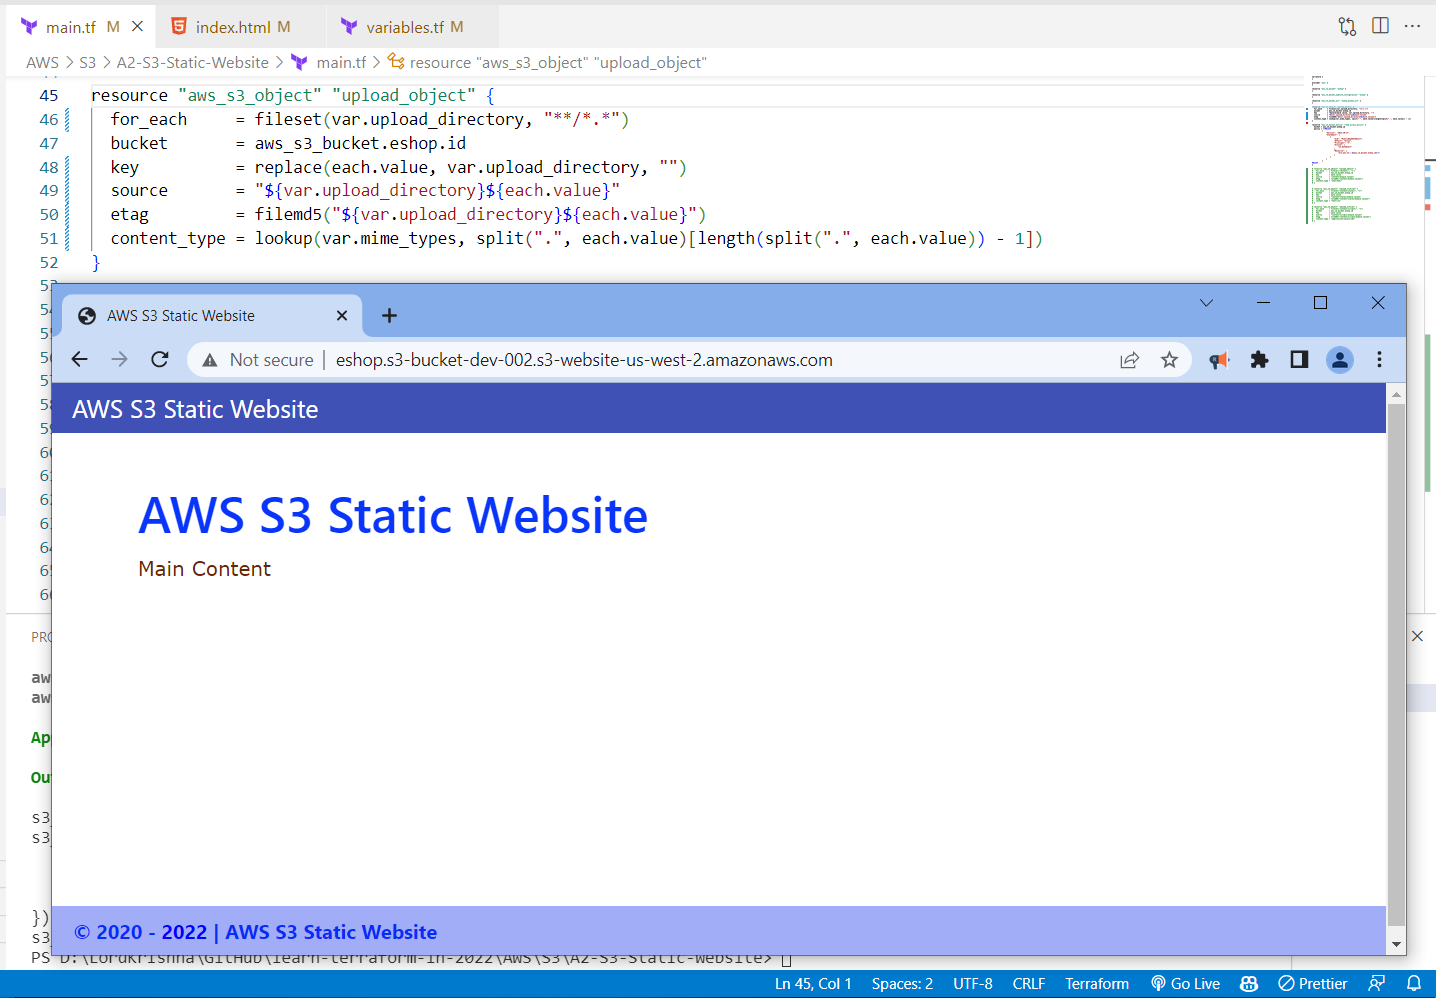 main.tf M
index.html M
variables.tf M
AWS > S3 > A2-S3-Static-Website > main.tf > resource "aws_s3_object" "upload_object"
45 resource "aws_s3_object" "upload_object" {
46 for_each = fileset(var.upload_directory, "**/*.*")
47 bucket = aws_s3_bucket.eshop.id
48 key = replace(each.value, var.upload_directory, "")
49 source = "${var.upload_directory}${each.value}"
50 etag = filemd5("${var.upload_directory}${each.value}")
51 content_type = lookup(var.mime_types, split(".", each.value)[length(split(".", each.value)) - 1])
52 }
AWS S3 Static Website
Not secure | eshop.s3-bucket-dev-002.s3-website-us-west-2.amazonaws.com
AWS S3 Static Website
AWS S3 Static Website
Main Content
© 2020 - 2022 | AWS S3 Static Website
})
PS D:\LordKrishna\GitHub\learn-terraform-in-2022\AWS\S3\A2-S3-Static-Website>
Ln 45, Col 1 Spaces: 2 UTF-8 CRLF Terraform Go Live Prettier